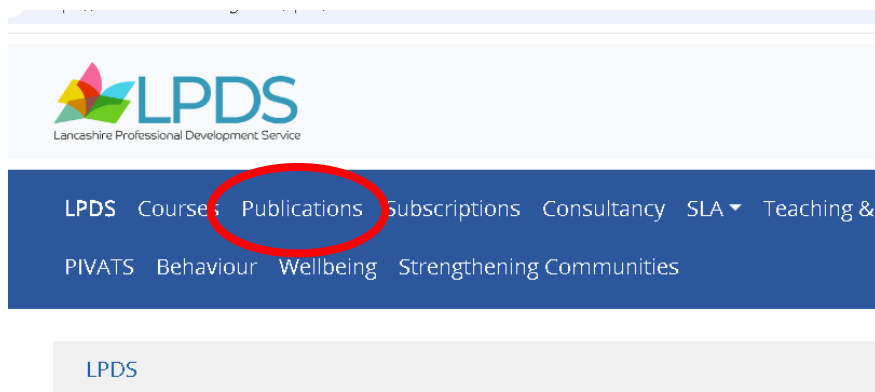 LPDS
Lancashire Professional Development Service
LPDS Courses Publications Subscriptions Consultancy SLA Teaching &
PIVATS Behaviour Wellbeing Strengthening Communities
LPDS